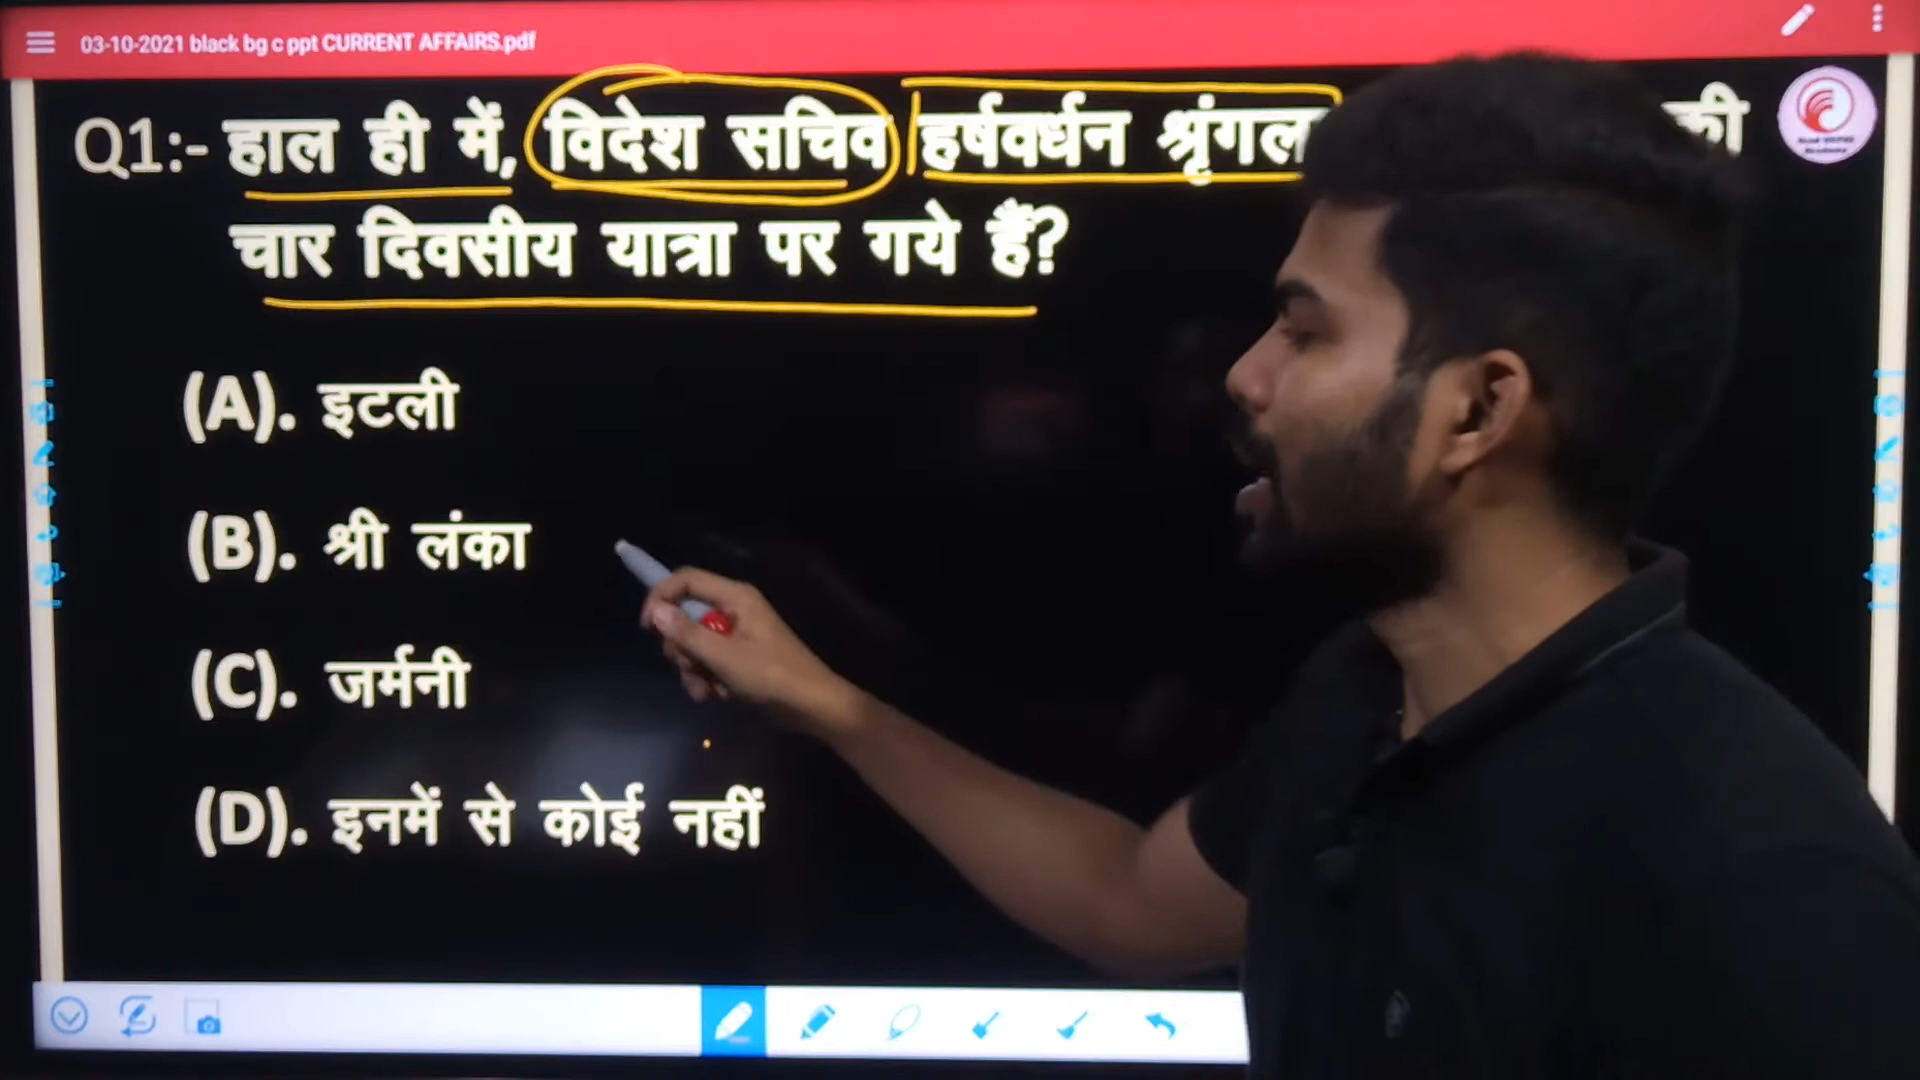 03-10-2021 black bg c ppt CURRENT AFFAIRS.pdf
Q1:- हाल ही में, विदेश सचिव हर्षवर्धन श्रृंगला की
चार दिवसीय यात्रा पर गये हैं?
(A). इटली
(B). श्री लंका
(C). जर्मनी
(D). इनमें से कोई नहीं